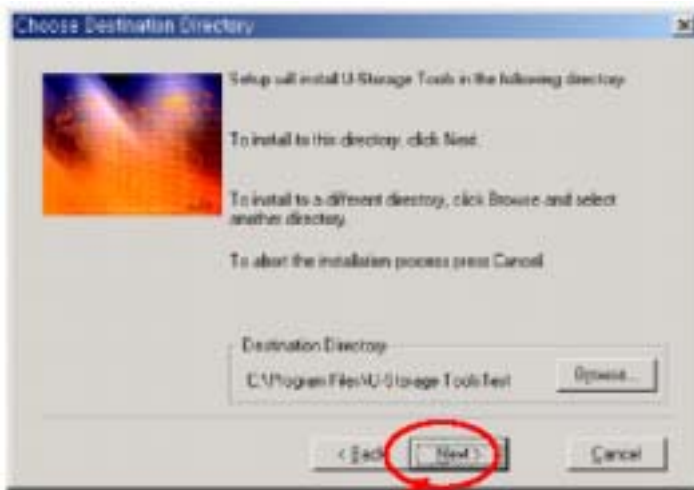 Choose Destination Directory
Setup will install U-Storage Tools in the following directory.
To install to this directory, click Next.
To install to a different directory, click Browse and select
another directory.
To abort the installation process press Cancel
Destination Directory
C:\Program Files\U-Storage Tools Test
Browse...
< Back
Next >
Cancel